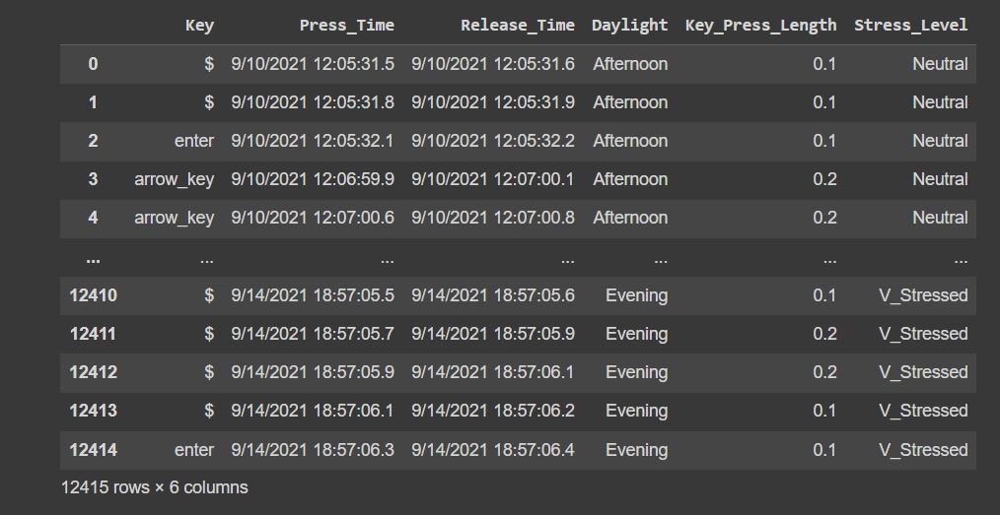 Key Press_Time Release_Time Daylight Key_Press_Length Stress_Level
0 $ 9/10/2021 12:05:31.5 9/10/2021 12:05:31.6 Afternoon 0.1 Neutral
1 $ 9/10/2021 12:05:31.8 9/10/2021 12:05:31.9 Afternoon 0.1 Neutral
2 enter 9/10/2021 12:05:32.1 9/10/2021 12:05:32.2 Afternoon 0.1 Neutral
3 arrow_key 9/10/2021 12:06:59.9 9/10/2021 12:07:00.1 Afternoon 0.2 Neutral
4 arrow_key 9/10/2021 12:07:00.6 9/10/2021 12:07:00.8 Afternoon 0.2 Neutral
... ... ... ... ... ... ...
12410 $ 9/14/2021 18:57:05.5 9/14/2021 18:57:05.6 Evening 0.1 V_Stressed
12411 $ 9/14/2021 18:57:05.7 9/14/2021 18:57:05.9 Evening 0.2 V_Stressed
12412 $ 9/14/2021 18:57:05.9 9/14/2021 18:57:06.1 Evening 0.2 V_Stressed
12413 $ 9/14/2021 18:57:06.1 9/14/2021 18:57:06.2 Evening 0.1 V_Stressed
12414 enter 9/14/2021 18:57:06.3 9/14/2021 18:57:06.4 Evening 0.1 V_Stressed
12415 rows × 6 columns